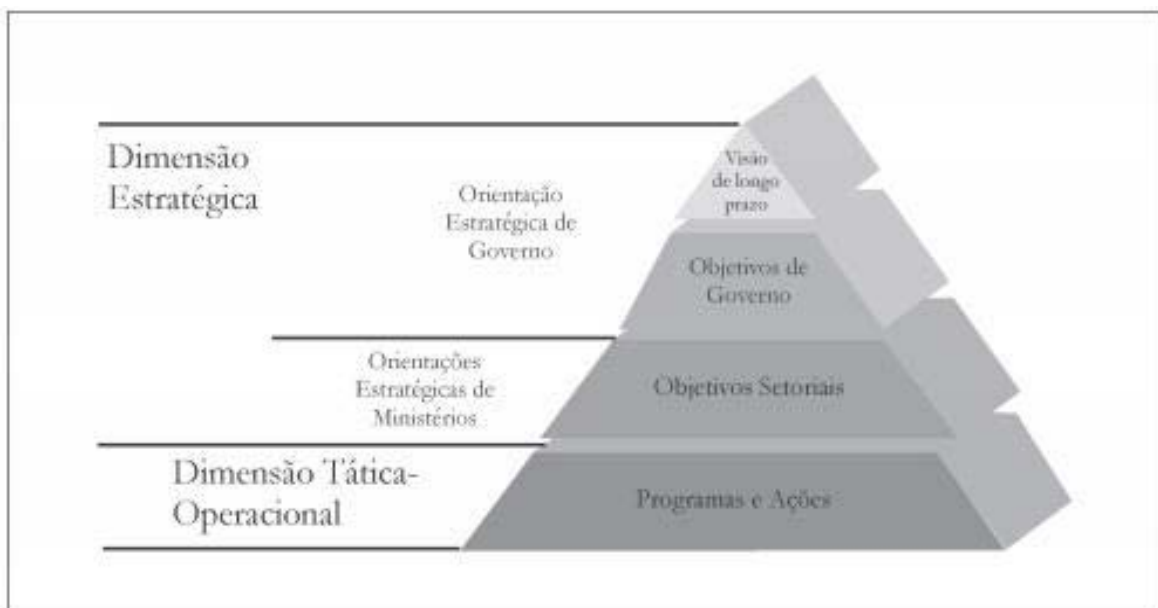 Dimensão
Estratégica
Orientação
Estratégica de
Governo
Visão
de longo
prazo
Objetivos de
Governo
Orientações
Estratégicas de
Ministérios
Objetivos Setoriais
Dimensão Tática-
Operacional
Programas e Ações